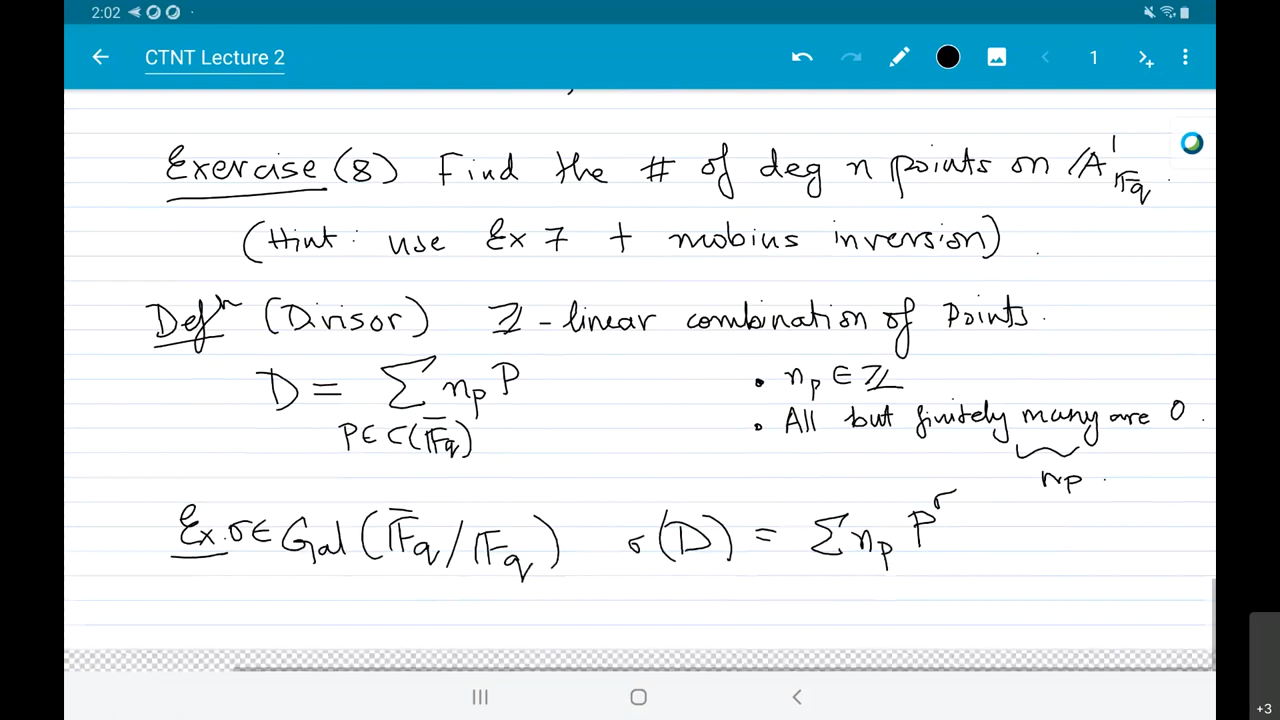 2:02
CTNT Lecture 2
1
Exercise (8) Find the # of deg n points on /A¹_𝔽q.
(Hint: use Ex 7 + mobius inversion).
Defⁿ (Divisor) ℤ - linear combination of Points.
D = ∑ n_p P
P∈ C(𝔽̄q)
• n_p ∈ ℤ
• All but finitely many are 0.
n_p.
Ex. σ∈ Gal(𝔽̄q/𝔽q) σ(D) = ∑ n_p P^σ
+3